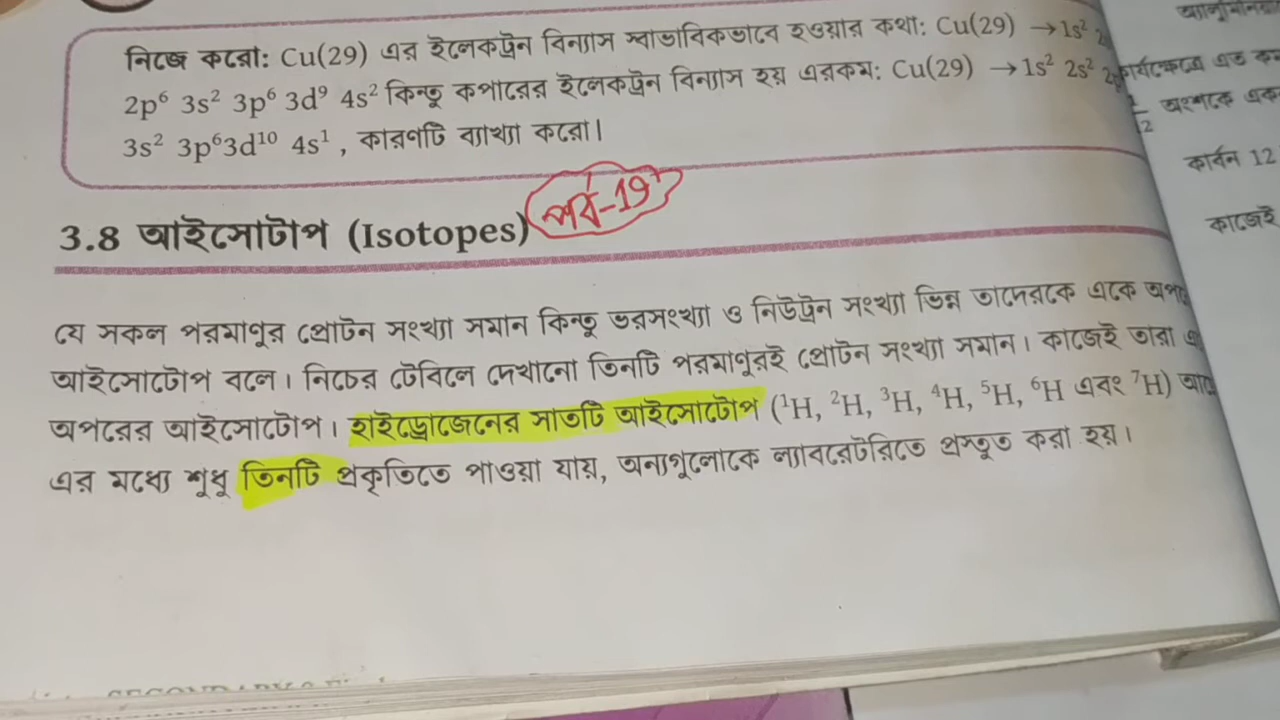 নিজে করো: Cu(29) এর ইলেকট্রন বিন্যাস স্বাভাবিকভাবে হওয়ার কথা: Cu(29) → 1s²
2p⁶ 3s² 3p⁶ 3d⁹ 4s² কিন্তু কপারের ইলেকট্রন বিন্যাস হয় এরকম: Cu(29) → 1s² 2s²
3s² 3p⁶3d¹⁰ 4s¹, কারণটি ব্যাখ্যা করো।
3.8 আইসোটোপ (Isotopes) পর্ব-19
যে সকল পরমাণুর প্রোটন সংখ্যা সমান কিন্তু ভরসংখ্যা ও নিউট্রন সংখ্যা ভিন্ন তাদেরকে একে
আইসোটোপ বলে। নিচের টেবিলে দেখানো তিনটি পরমাণুরই প্রোটন সংখ্যা সমান। কাজেই তারা
অপরের আইসোটোপ। হাইড্রোজেনের সাতটি আইসোটোপ (¹H, ²H, ³H, ⁴H, ⁵H, ⁶H এবং ⁷H)
এর মধ্যে শুধু তিনটি প্রকৃতিতে পাওয়া যায়, অন্যগুলোকে ল্যাবরেটরিতে প্রস্তুত করা হয়।
অংশকে
কার্বন 12
কাজেই